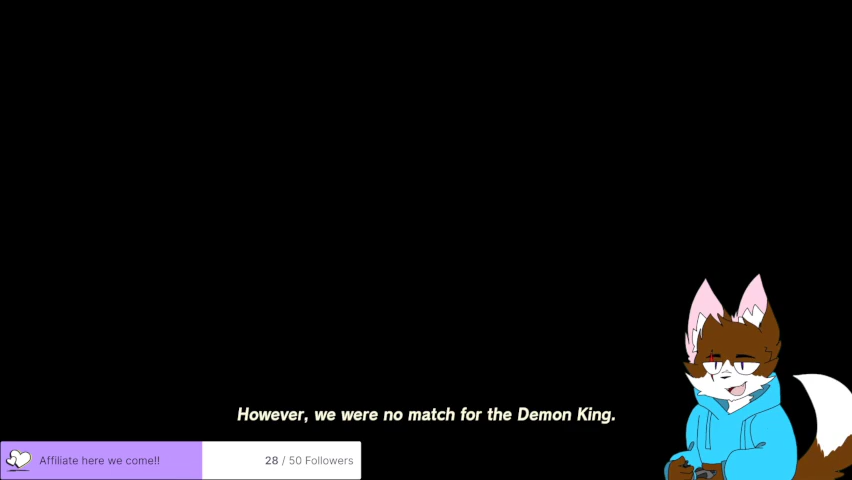 However, we were no match for the Demon King.
Affiliate here we come!! 28 / 50 Followers